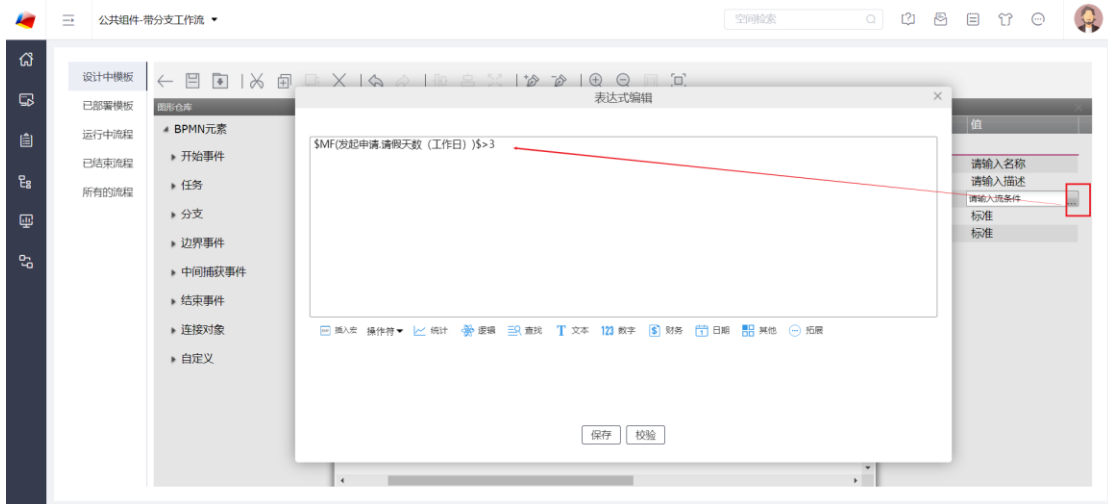 公共组件-带分支工作流
空间检索
设计中模板
已部署模板
运行中流程
已结束流程
所有的流程
图形仓库
BPMN元素
开始事件
任务
分支
边界事件
中间捕获事件
结束事件
连接对象
自定义
表达式编辑
$MF(发起申请.请假天数（工作日）)$>3
插入宏 操作符 统计 逻辑 查找 T 文本 123 数字 $ 财务 日期 其他 拓展
保存 校验
值
请输入名称
请输入描述
请输入流条件 ...
标准
标准